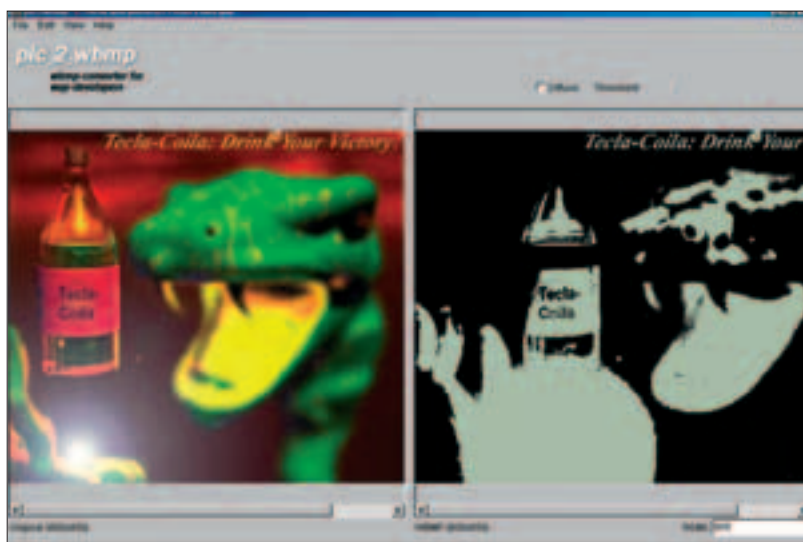 File Edit View Help
pic 2 wbmp
wbmp-converter for
wap-developers
Diffuse Threshold
Tecla-Coila: Drink Your Victory.
Tecla-
Coila
Tecla-Coila: Drink Your
Tecla-
Coila